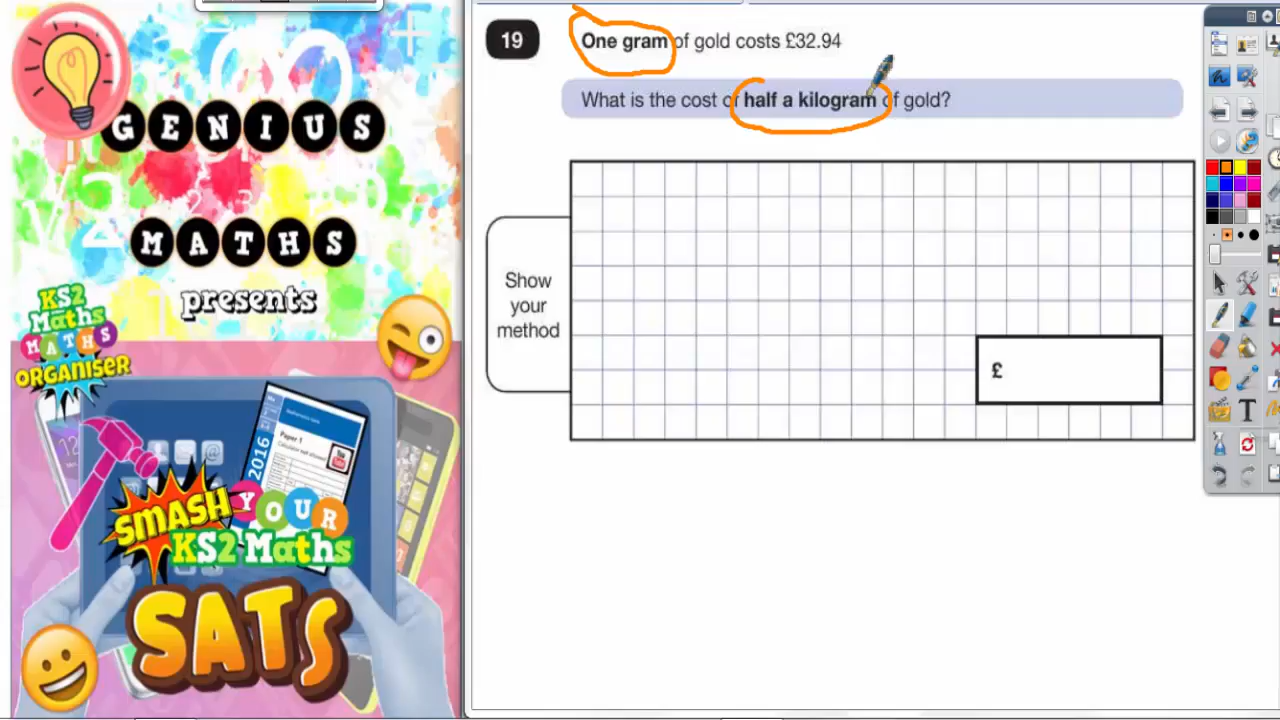 GENIUS
MATHS
presents
KS2
Maths
MATHS
ORGANISER
2016
Paper 1
SMASH YOUR
KS2 Maths
SATS
19
One gram of gold costs £32.94
What is the cost of half a kilogram of gold?
Show
your
method
£